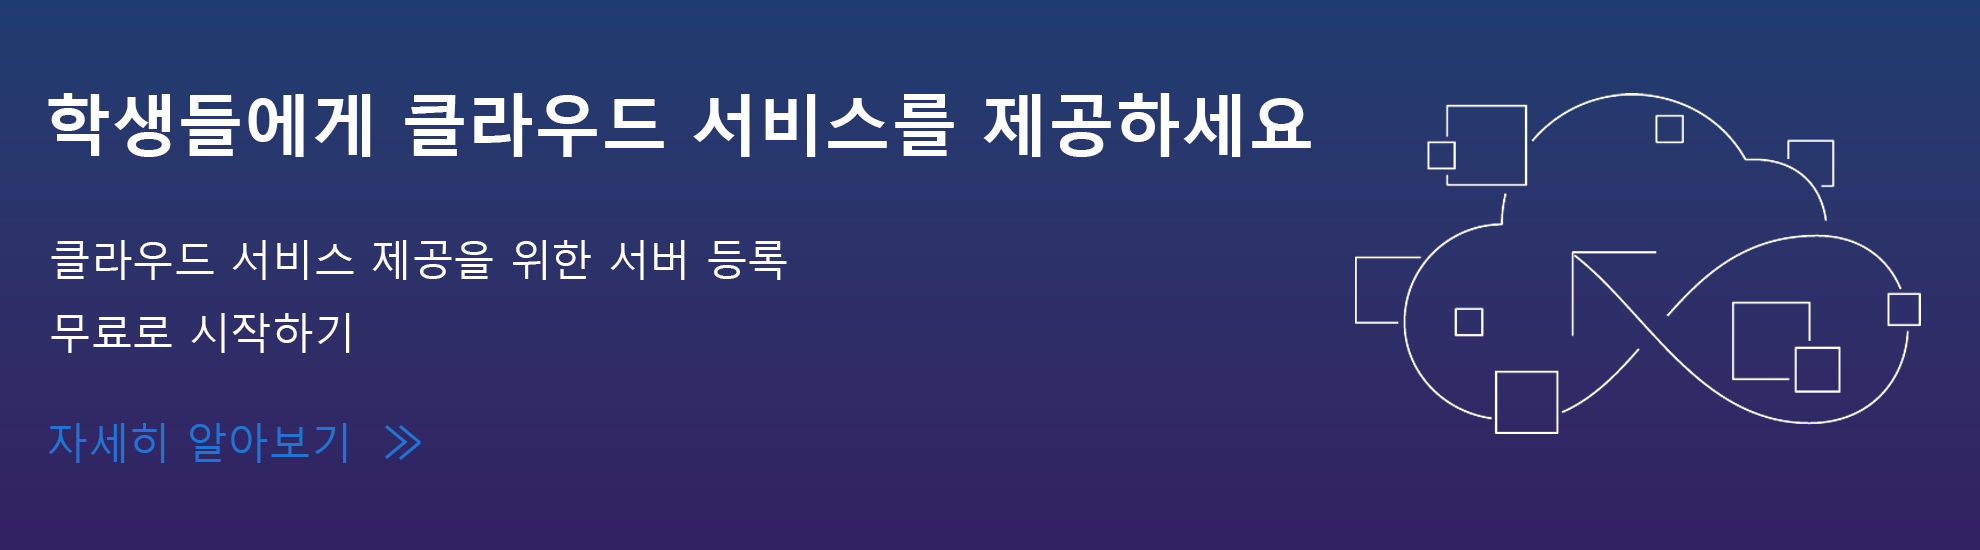 학생들에게 클라우드 서비스를 제공하세요
클라우드 서비스 제공을 위한 서버 등록
무료로 시작하기
자세히 알아보기